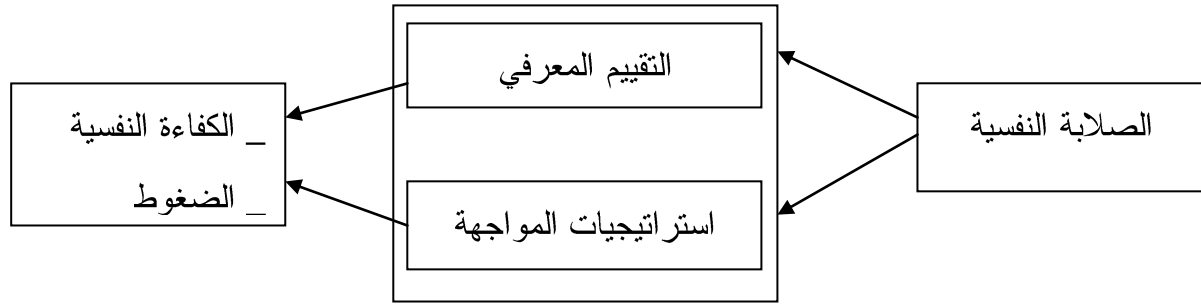 الصلابة النفسية
التقييم المعرفي
استراتيجيات المواجهة
_ الكفاءة النفسية
_ الضغوط